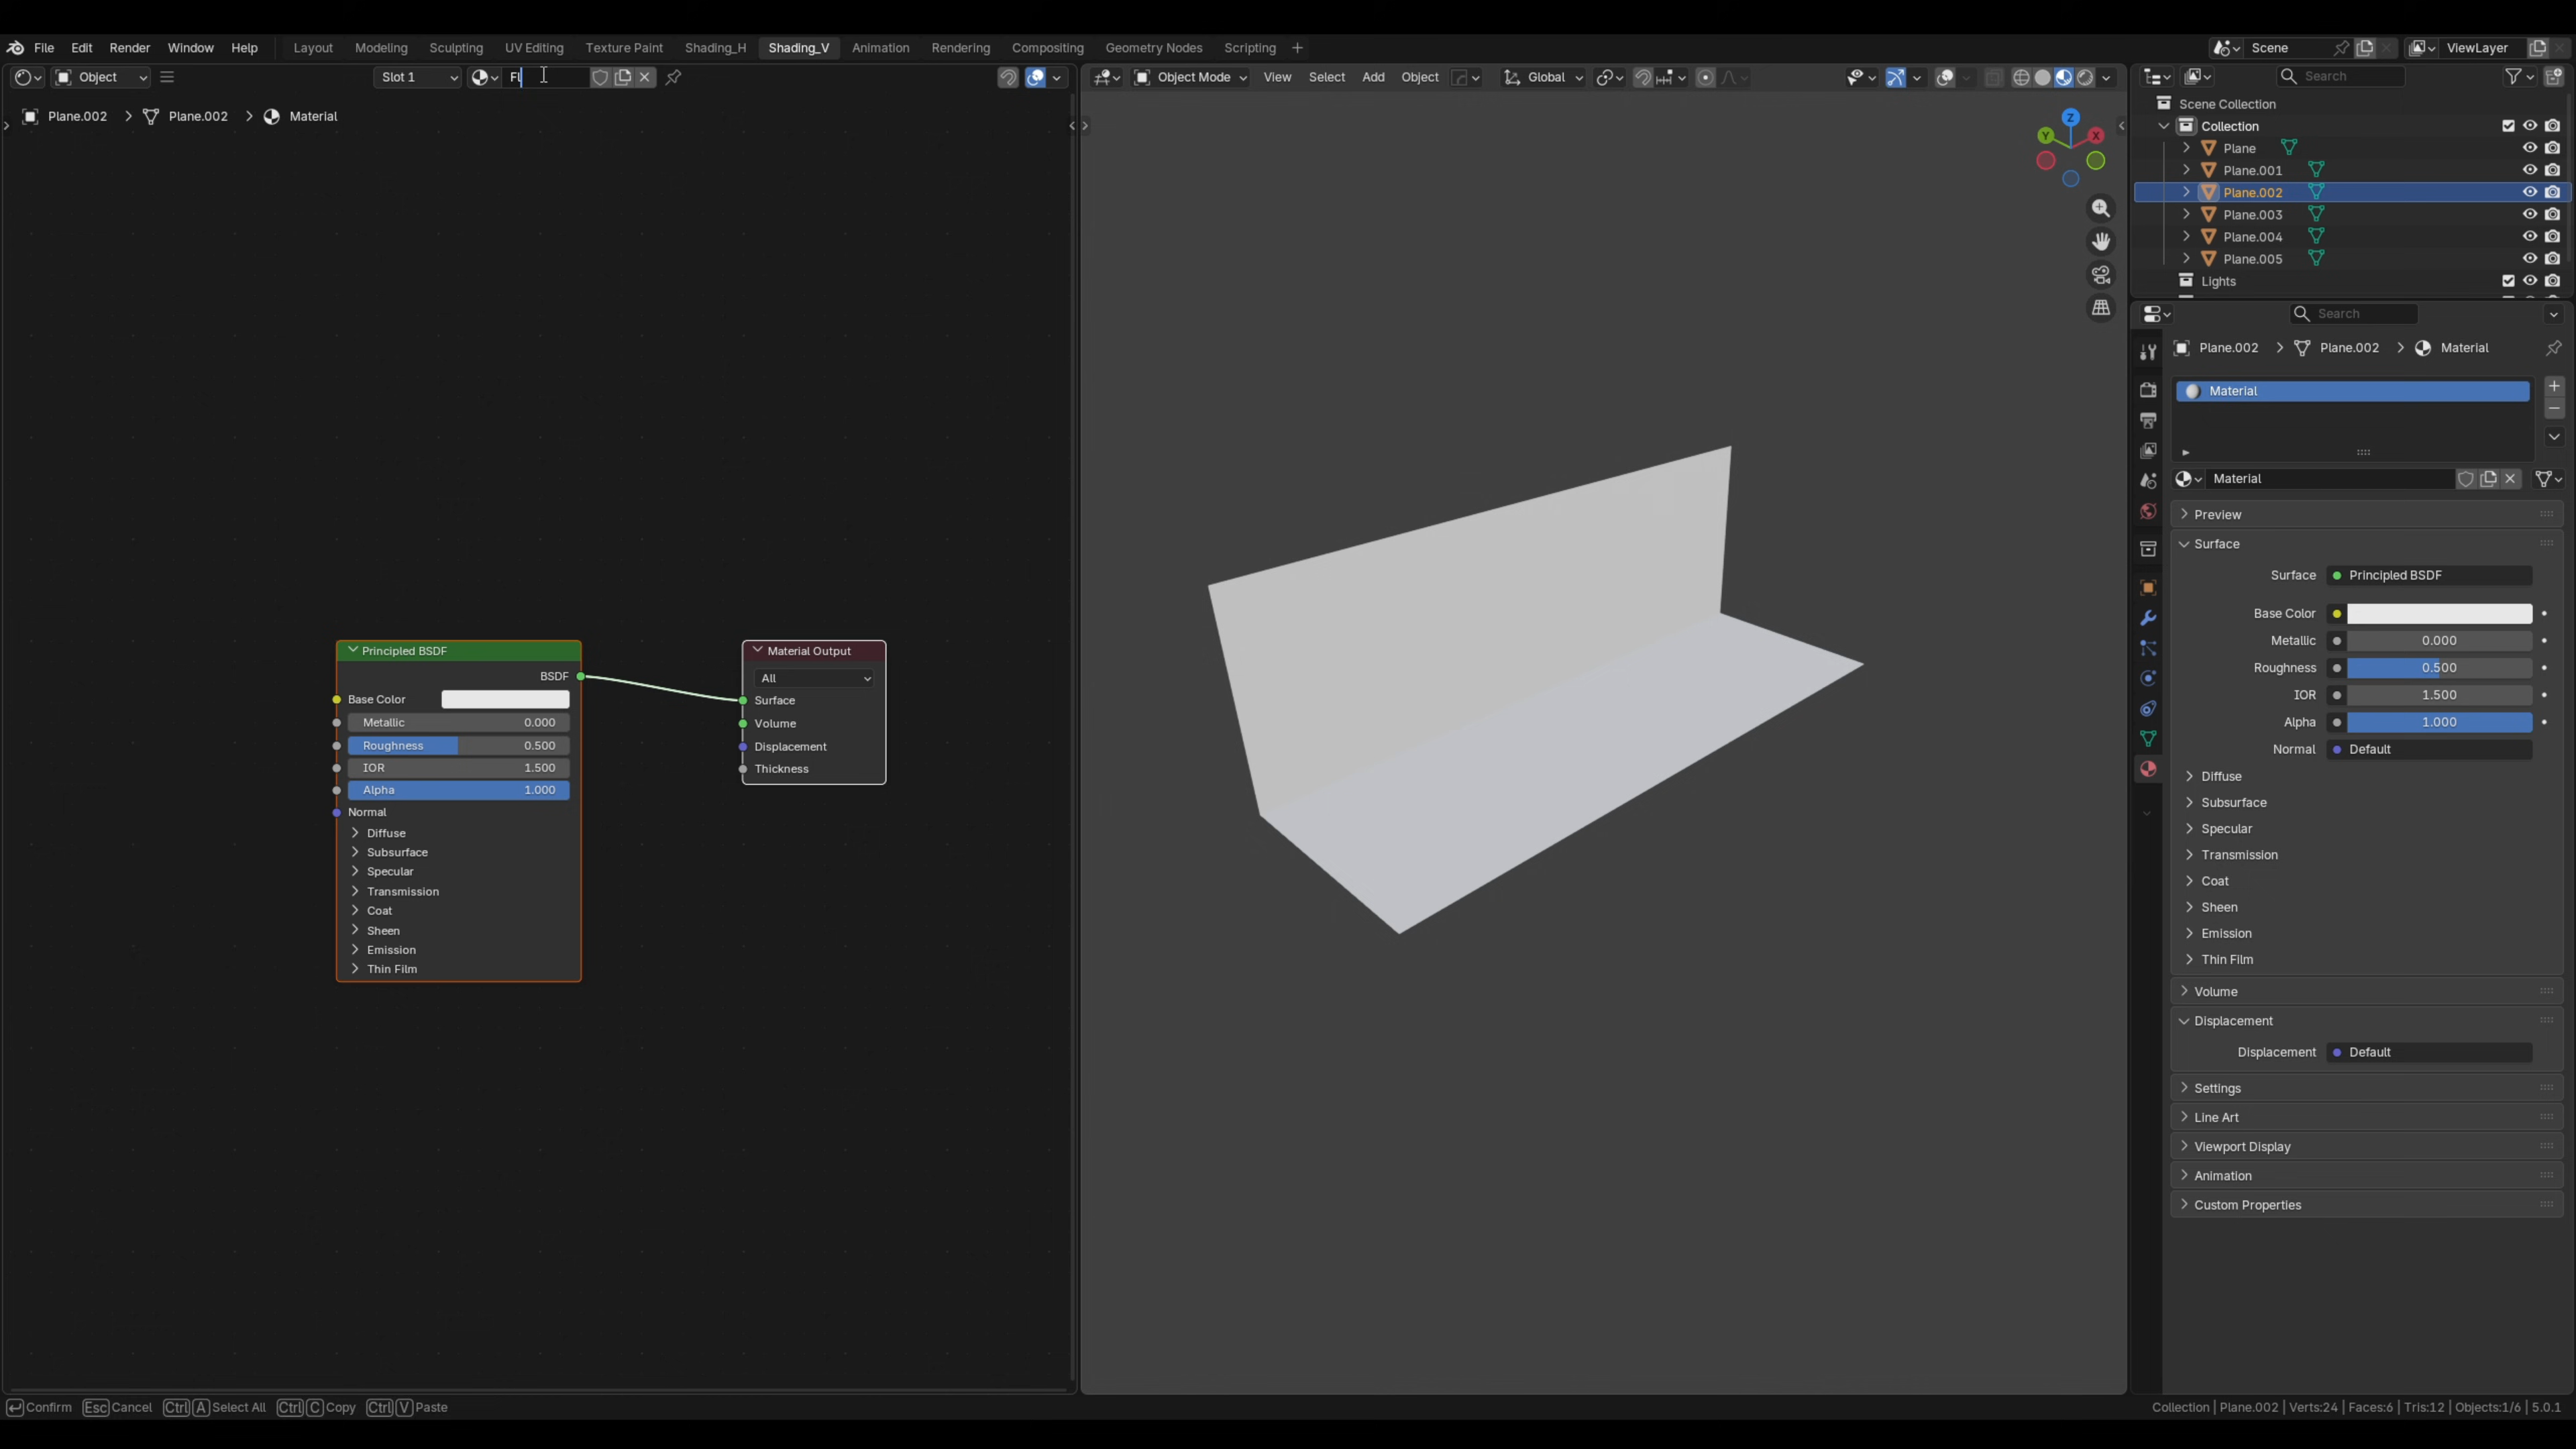 File Edit Render Window Help Layout Modeling Sculpting UV Editing Texture Paint Shading_H Shading_V Animation Rendering Compositing Geometry Nodes Scripting + Scene ViewLayer
Object Slot 1 Fl Object Mode View Select Add Object Global Search
Plane.002 > Plane.002 > Material
Principled BSDF
BSDF
Base Color
Metallic 0.000
Roughness 0.500
IOR 1.500
Alpha 1.000
Normal
Diffuse
Subsurface
Specular
Transmission
Coat
Sheen
Emission
Thin Film
Material Output
All
Surface
Volume
Displacement
Thickness
Z
Y X
Scene Collection
Collection
Plane
Plane.001
Plane.002
Plane.003
Plane.004
Plane.005
Lights
Search
Plane.002 > Plane.002 > Material
Material
Material
Preview
Surface
Surface Principled BSDF
Base Color
Metallic 0.000
Roughness 0.500
IOR 1.500
Alpha 1.000
Normal Default
Diffuse
Subsurface
Specular
Transmission
Coat
Sheen
Emission
Thin Film
Volume
Displacement
Displacement Default
Settings
Line Art
Viewport Display
Animation
Custom Properties
Confirm Esc Cancel Ctrl A Select All Ctrl C Copy Ctrl V Paste
Collection | Plane.002 | Verts:24 | Faces:6 | Tris:12 | Objects:1/6 | 5.0.1